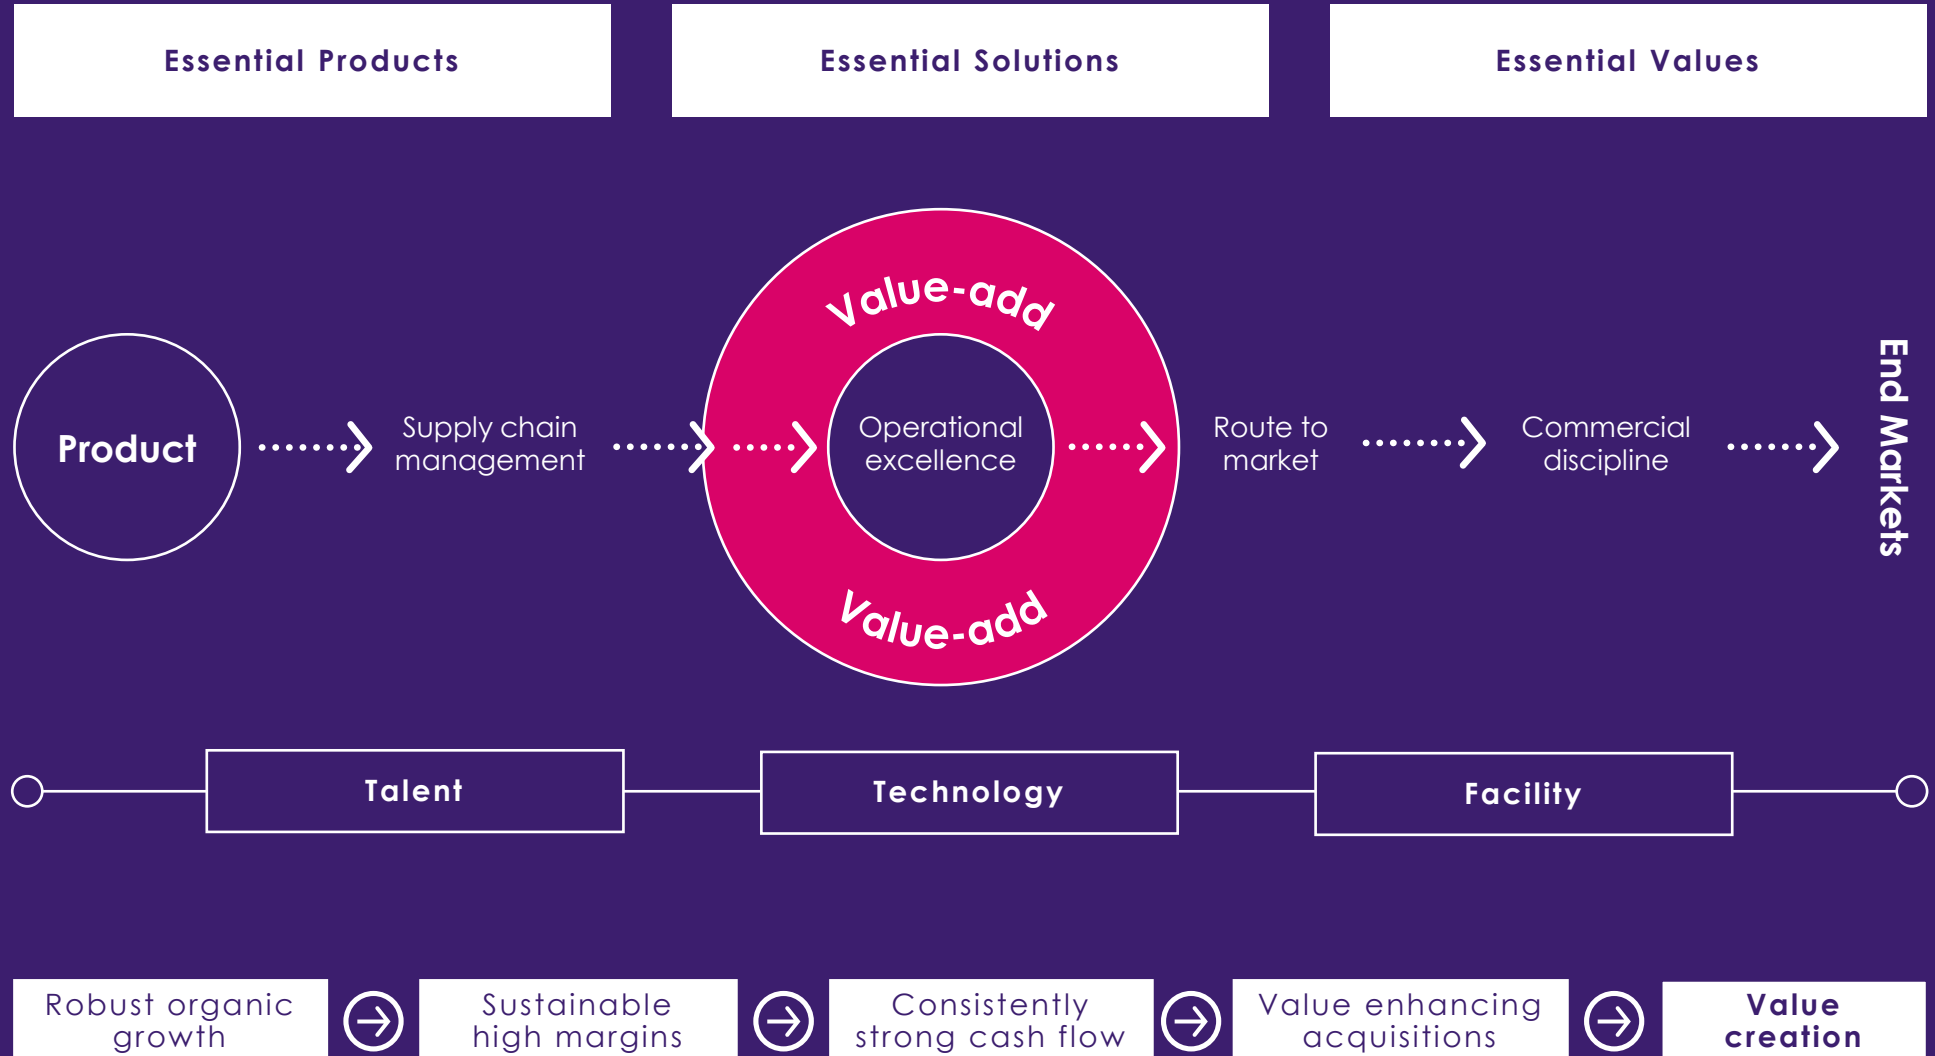 Essential Products
Essential Solutions
Essential Values
Value-add
Product
Supply chain
management
Operational
excellence
Route to
market
Commercial
discipline
End Markets
Value-add
Talent
Technology
Facility
Robust organic
growth
Sustainable
high margins
Consistently
strong cash flow
Value enhancing
acquisitions
Value
creation